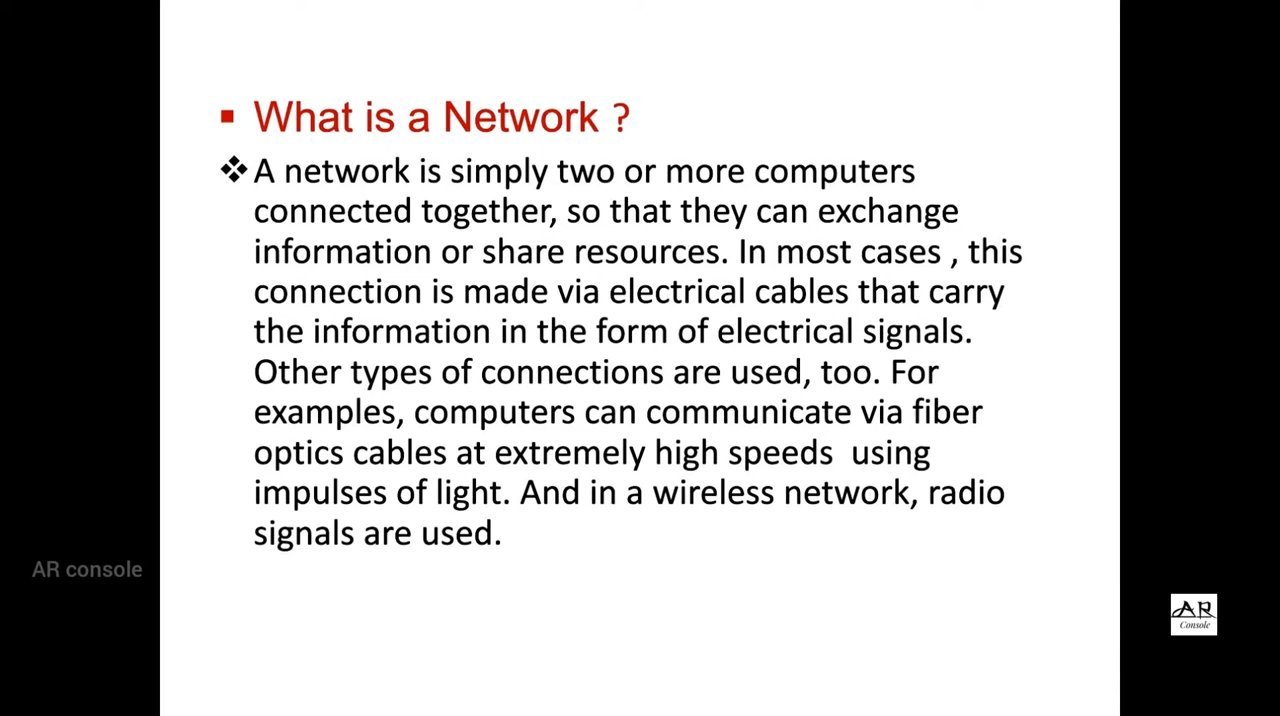 What is a Network ?
A network is simply two or more computers
connected together, so that they can exchange
information or share resources. In most cases , this
connection is made via electrical cables that carry
the information in the form of electrical signals.
Other types of connections are used, too. For
examples, computers can communicate via fiber
optics cables at extremely high speeds  using
impulses of light. And in a wireless network, radio
signals are used.
AR console
AR
Console